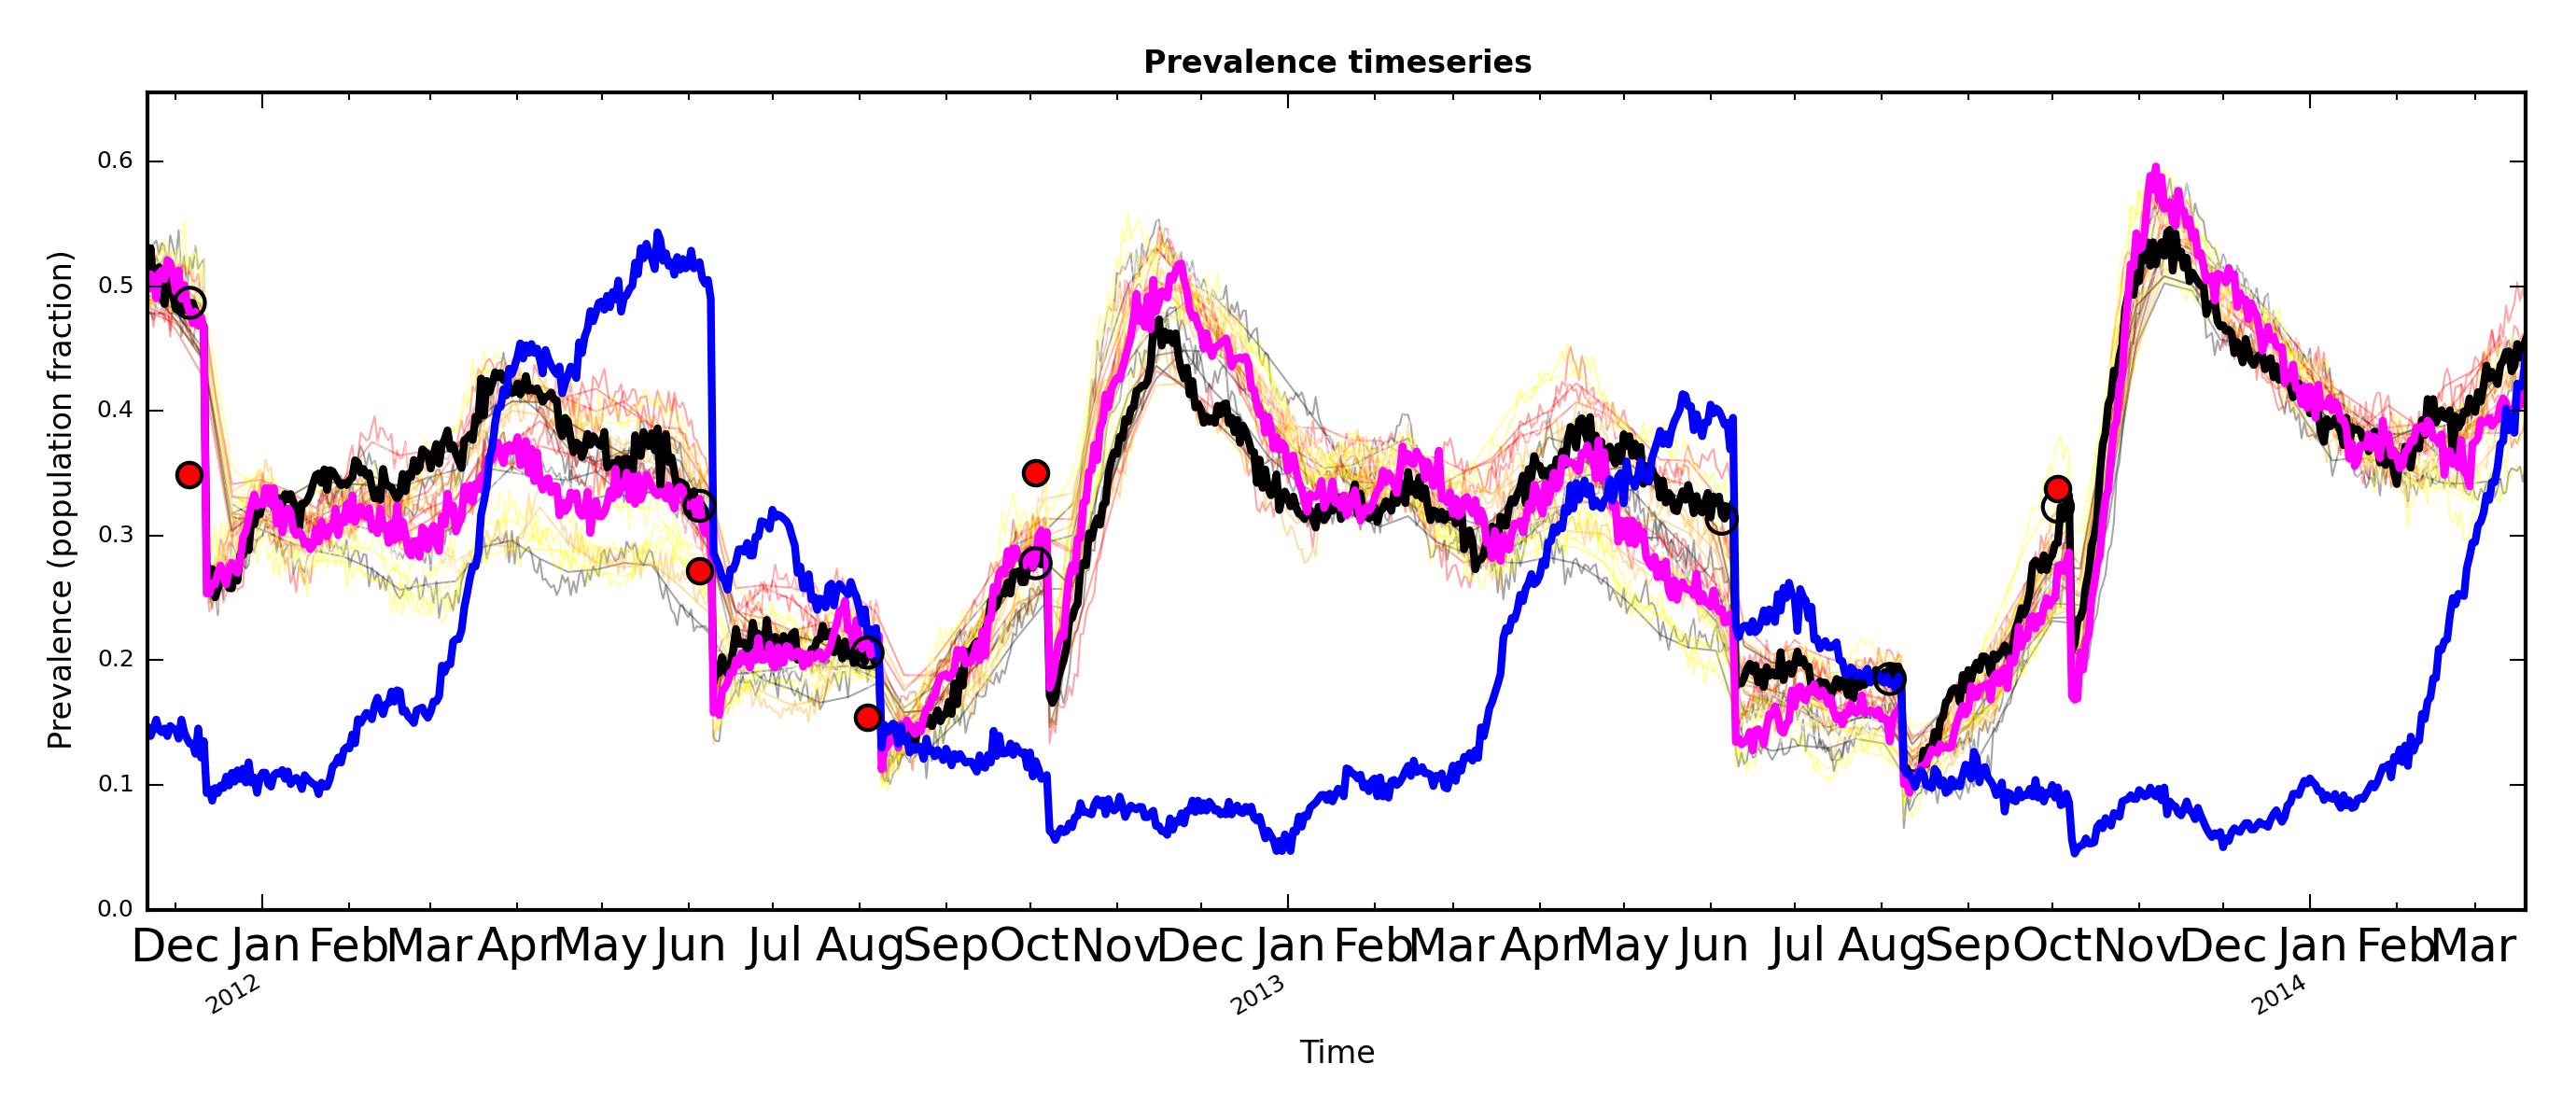 Prevalence timeseries
Prevalence (population fraction)
0.6
0.5
0.4
0.3
0.2
0.1
0.0
Dec Jan Feb Mar Apr May Jun Jul Aug Sep Oct Nov Dec Jan Feb Mar Apr May Jun Jul Aug Sep Oct Nov Dec Jan Feb Mar
2012 2013 2014
Time